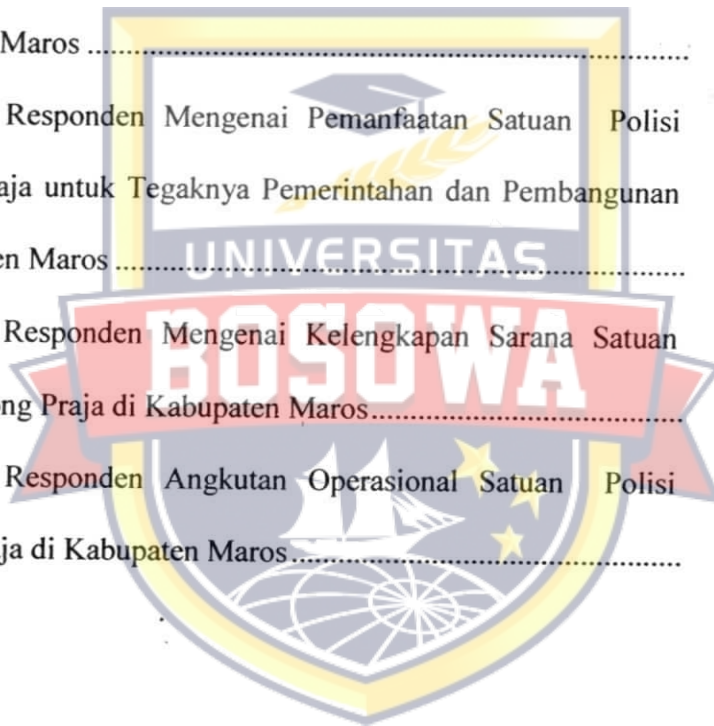 Maros ................................................................................
Responden Mengenai Pemanfaatan Satuan Polisi
aja untuk Tegaknya Pemerintahan dan Pembangunan
en Maros ................................................................................
UNIVERSITAS
Responden Mengenai Kelengkapan Sarana Satuan
BOSOWA
ng Praja di Kabupaten Maros................................................................
Responden Angkutan Operasional Satuan Polisi
ja di Kabupaten Maros................................................................